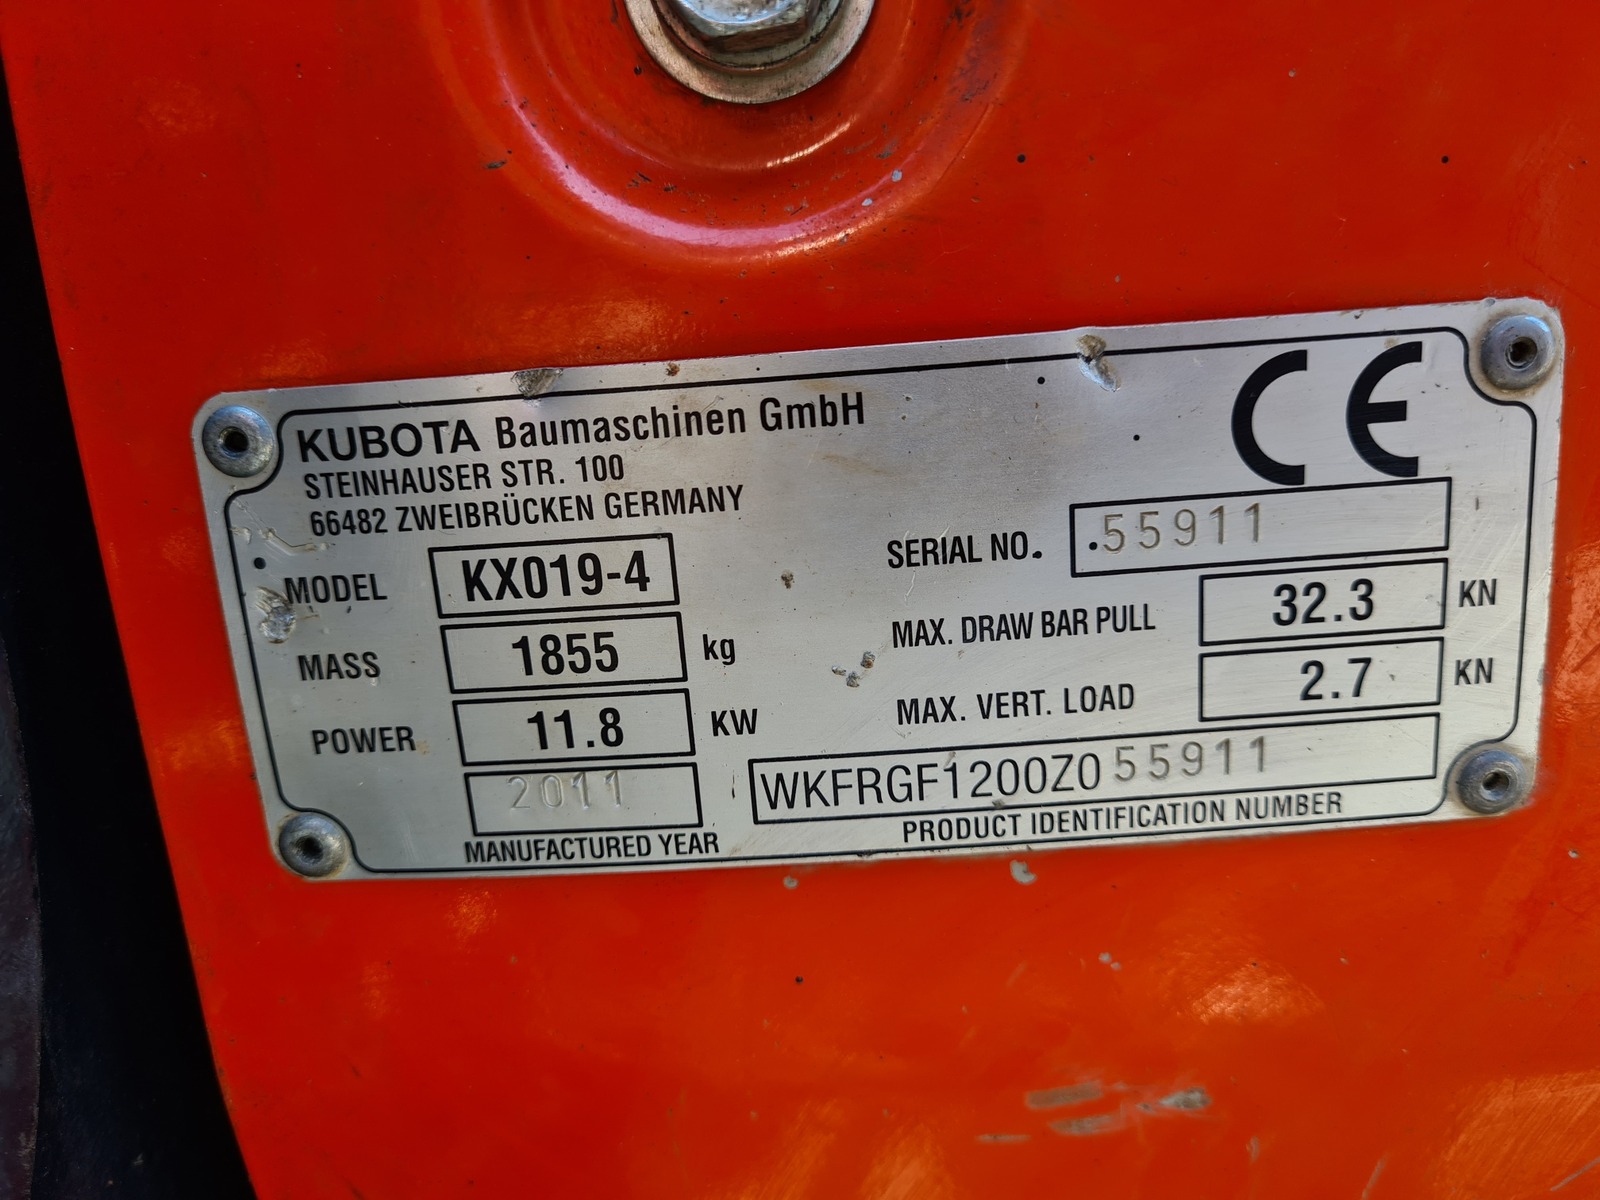 KUBOTA Baumaschinen GmbH
STEINHAUSER STR. 100
66482 ZWEIBRÜCKEN GERMANY
CE
MODEL KX019-4
MASS 1855 kg
POWER 11.8 KW
2011
MANUFACTURED YEAR
SERIAL NO. 55911
MAX. DRAW BAR PULL 32.3 KN
MAX. VERT. LOAD 2.7 KN
WKFRGF1200Z055911
PRODUCT IDENTIFICATION NUMBER